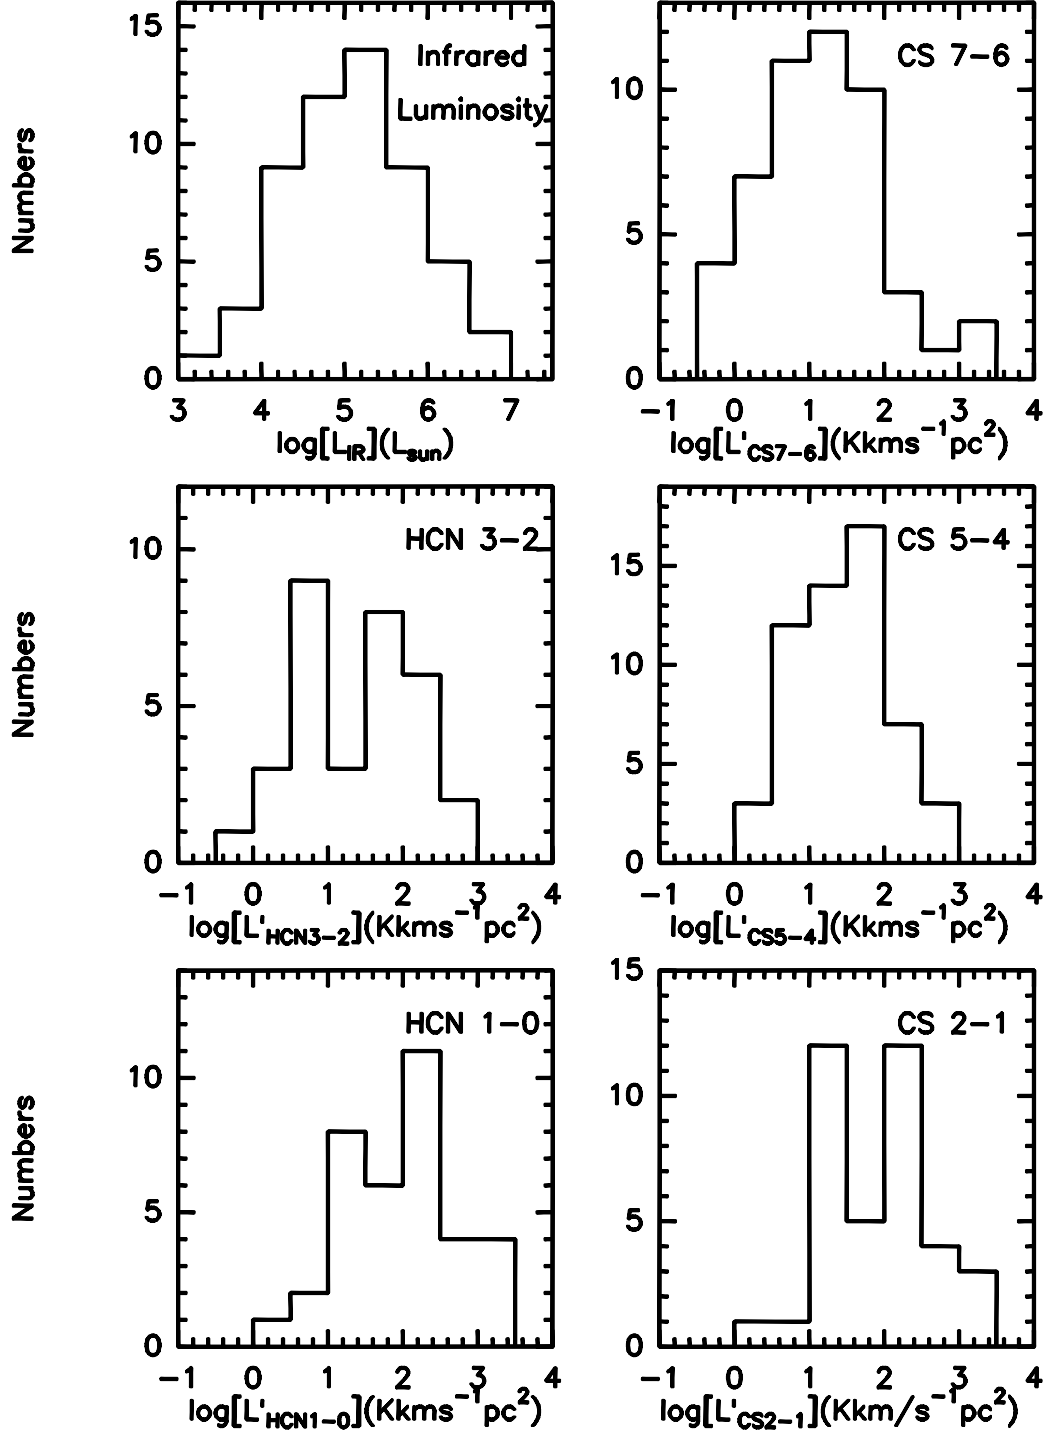 15
10
5
0
Numbers
Infrared
Luminosity
3 4 5 6 7
log[L_IR](L_sun)
10
5
0
CS 7-6
-1 0 1 2 3 4
log[L'_CS7-6](Kkms^-1pc^2)
10
5
0
Numbers
HCN 3-2
-1 0 1 2 3 4
log[L'_HCN3-2](Kkms^-1pc^2)
15
10
5
0
CS 5-4
-1 0 1 2 3 4
log[L'_CS5-4](Kkms^-1pc^2)
10
5
0
Numbers
HCN 1-0
-1 0 1 2 3 4
log[L'_HCN1-0](Kkms^-1pc^2)
15
10
5
0
CS 2-1
-1 0 1 2 3 4
log[L'_CS2-1](Kkm/s^-1pc^2)